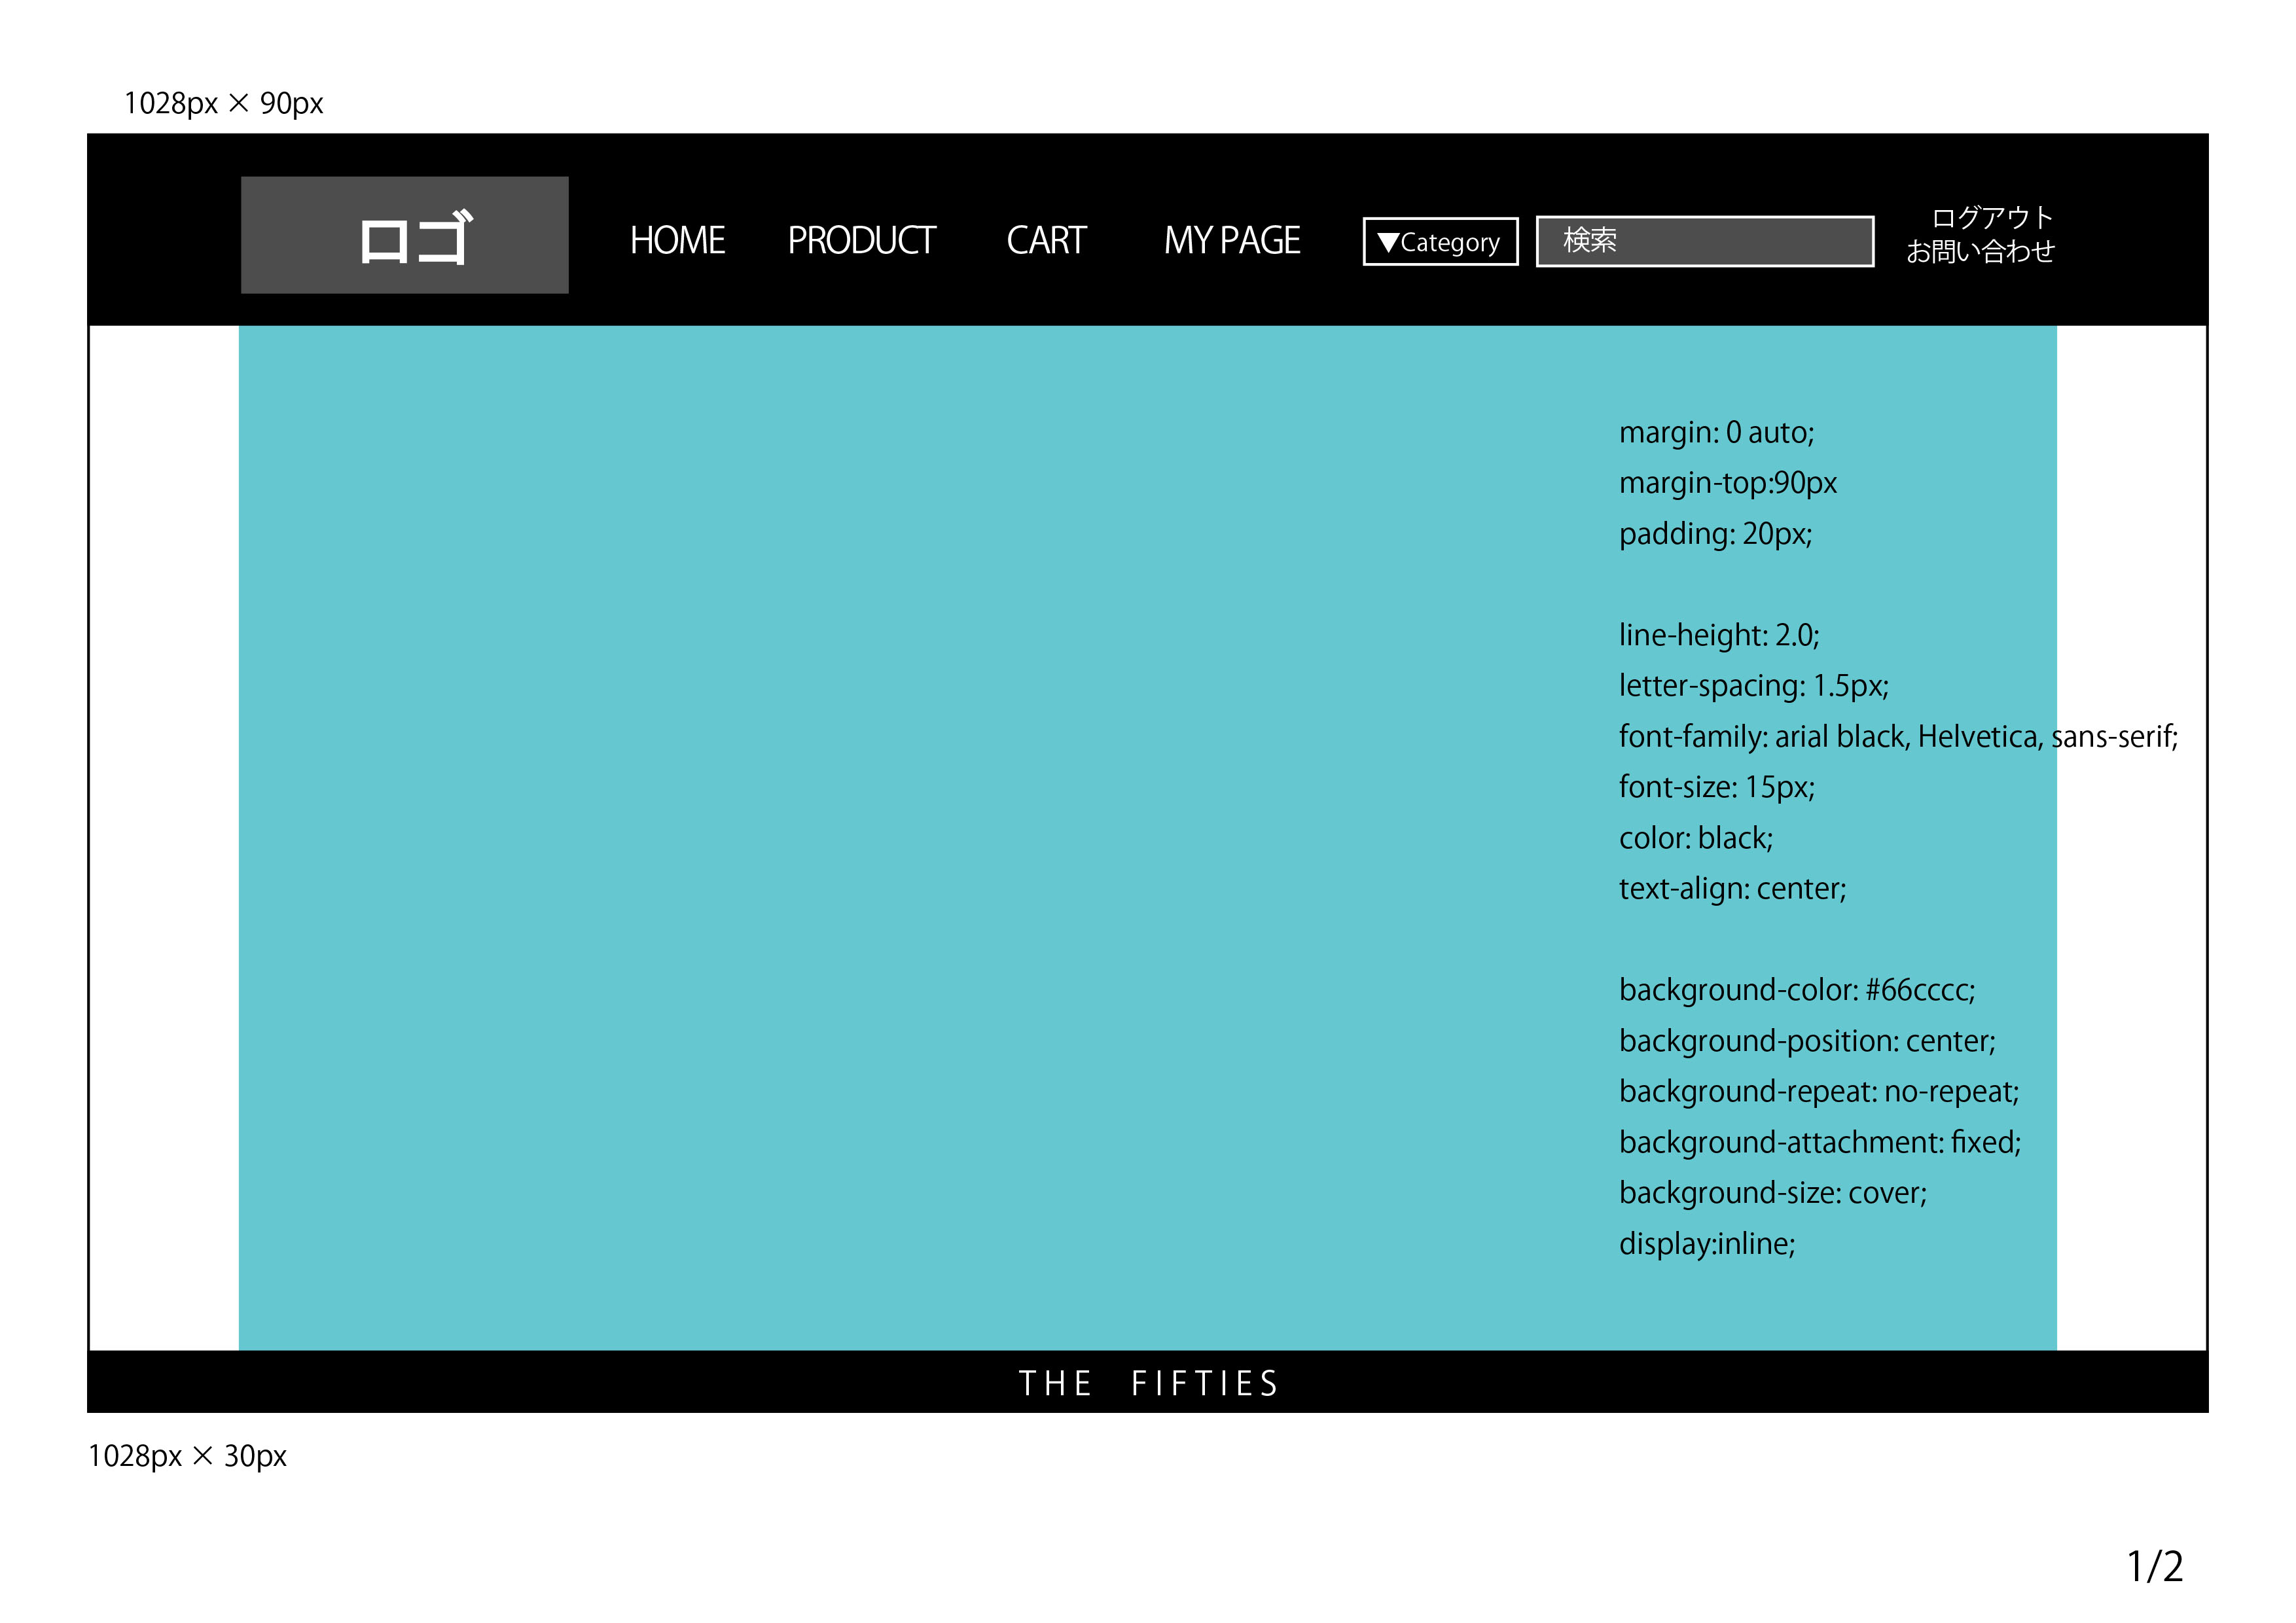 1028px × 90px
ロゴ
HOME PRODUCT CART MY PAGE ▼Category 検索
ログアウト
お問い合わせ
margin: 0 auto;
margin-top:90px
padding: 20px;
line-height: 2.0;
letter-spacing: 1.5px;
font-family: arial black, Helvetica, sans-serif;
font-size: 15px;
color: black;
text-align: center;
background-color: #66cccc;
background-position: center;
background-repeat: no-repeat;
background-attachment: fixed;
background-size: cover;
display:inline;
THE FIFTIES
1028px × 30px
1/2